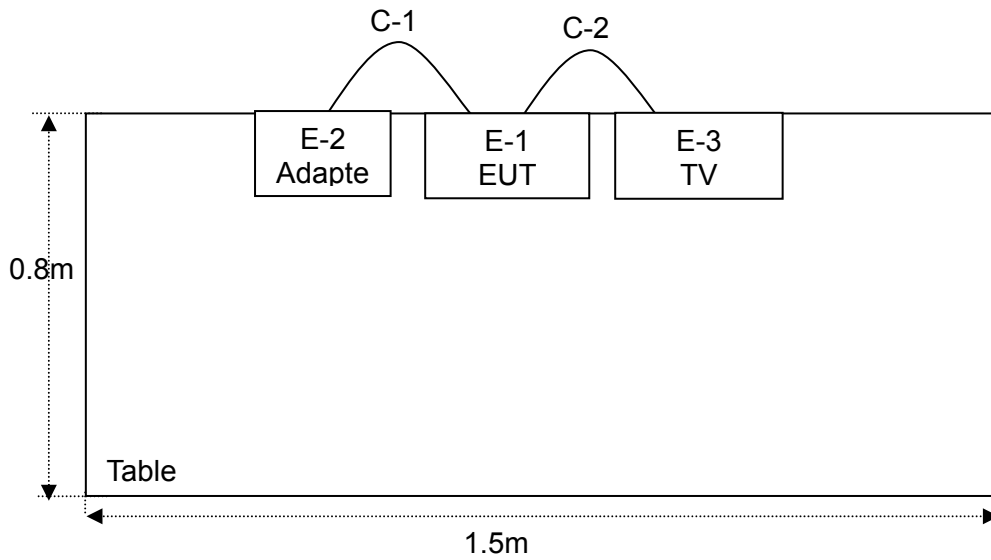 C-1
C-2
E-2
Adapte
E-1
EUT
E-3
TV
0.8m
Table
1.5m